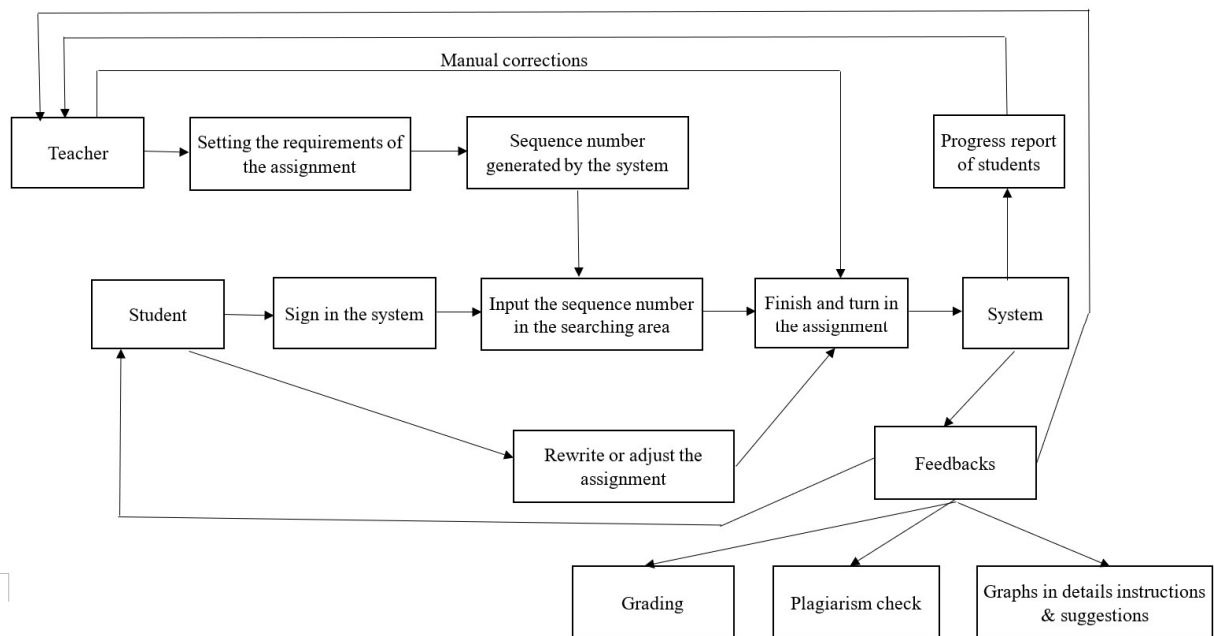 Manual corrections
Teacher
Setting the requirements of
the assignment
Sequence number
generated by the system
Progress report
of students
Student
Sign in the system
Input the sequence number
in the searching area
Finish and turn in
the assignment
System
Rewrite or adjust the
assignment
Feedbacks
Grading
Plagiarism check
Graphs in details instructions
& suggestions